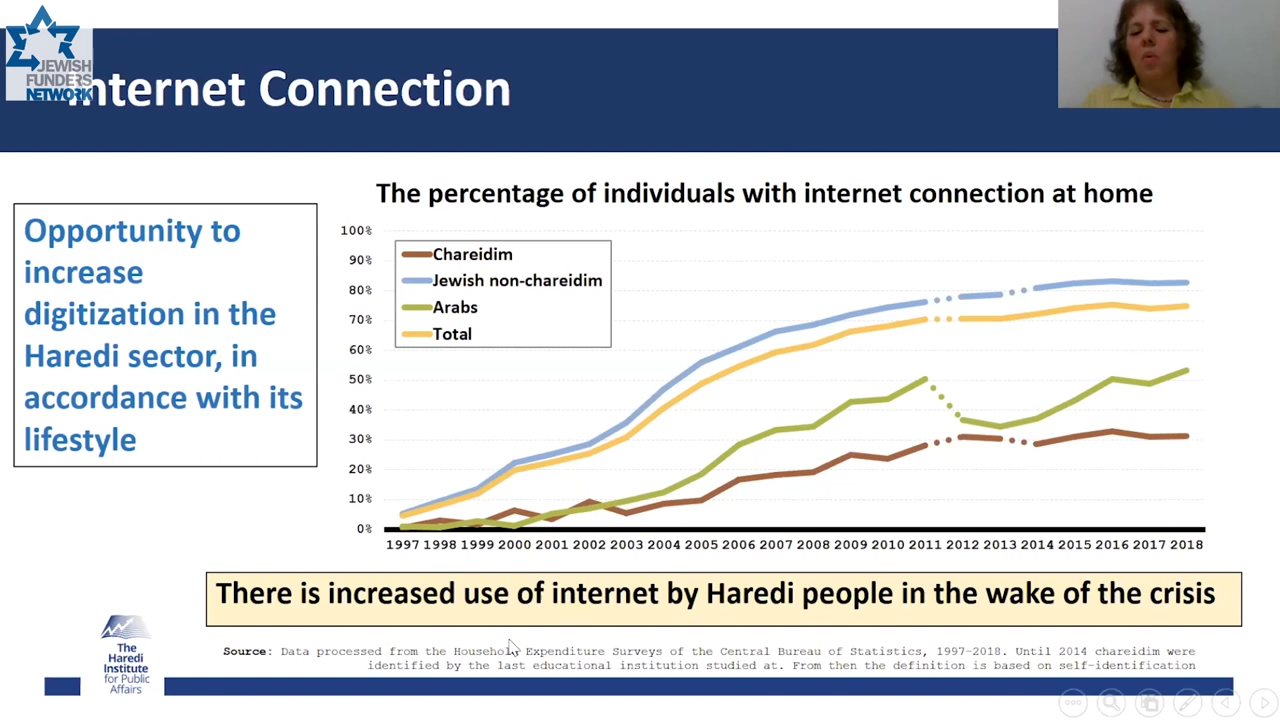 JEWISH
FUNDERS
NETWORK
Internet Connection
Opportunity to
increase
digitization in the
Haredi sector, in
accordance with its
lifestyle
The percentage of individuals with internet connection at home
100%
90%
80%
70%
60%
50%
40%
30%
20%
10%
0%
Chareidim
Jewish non-chareidim
Arabs
Total
1997 1998 1999 2000 2001 2002 2003 2004 2005 2006 2007 2008 2009 2010 2011 2012 2013 2014 2015 2016 2017 2018
There is increased use of internet by Haredi people in the wake of the crisis
Source: Data processed from the Household Expenditure Surveys of the Central Bureau of Statistics, 1997-2018. Until 2014 chareidim were
identified by the last educational institution studied at. From then the definition is based on self-identification
The
Haredi
Institute
for Public
Affairs